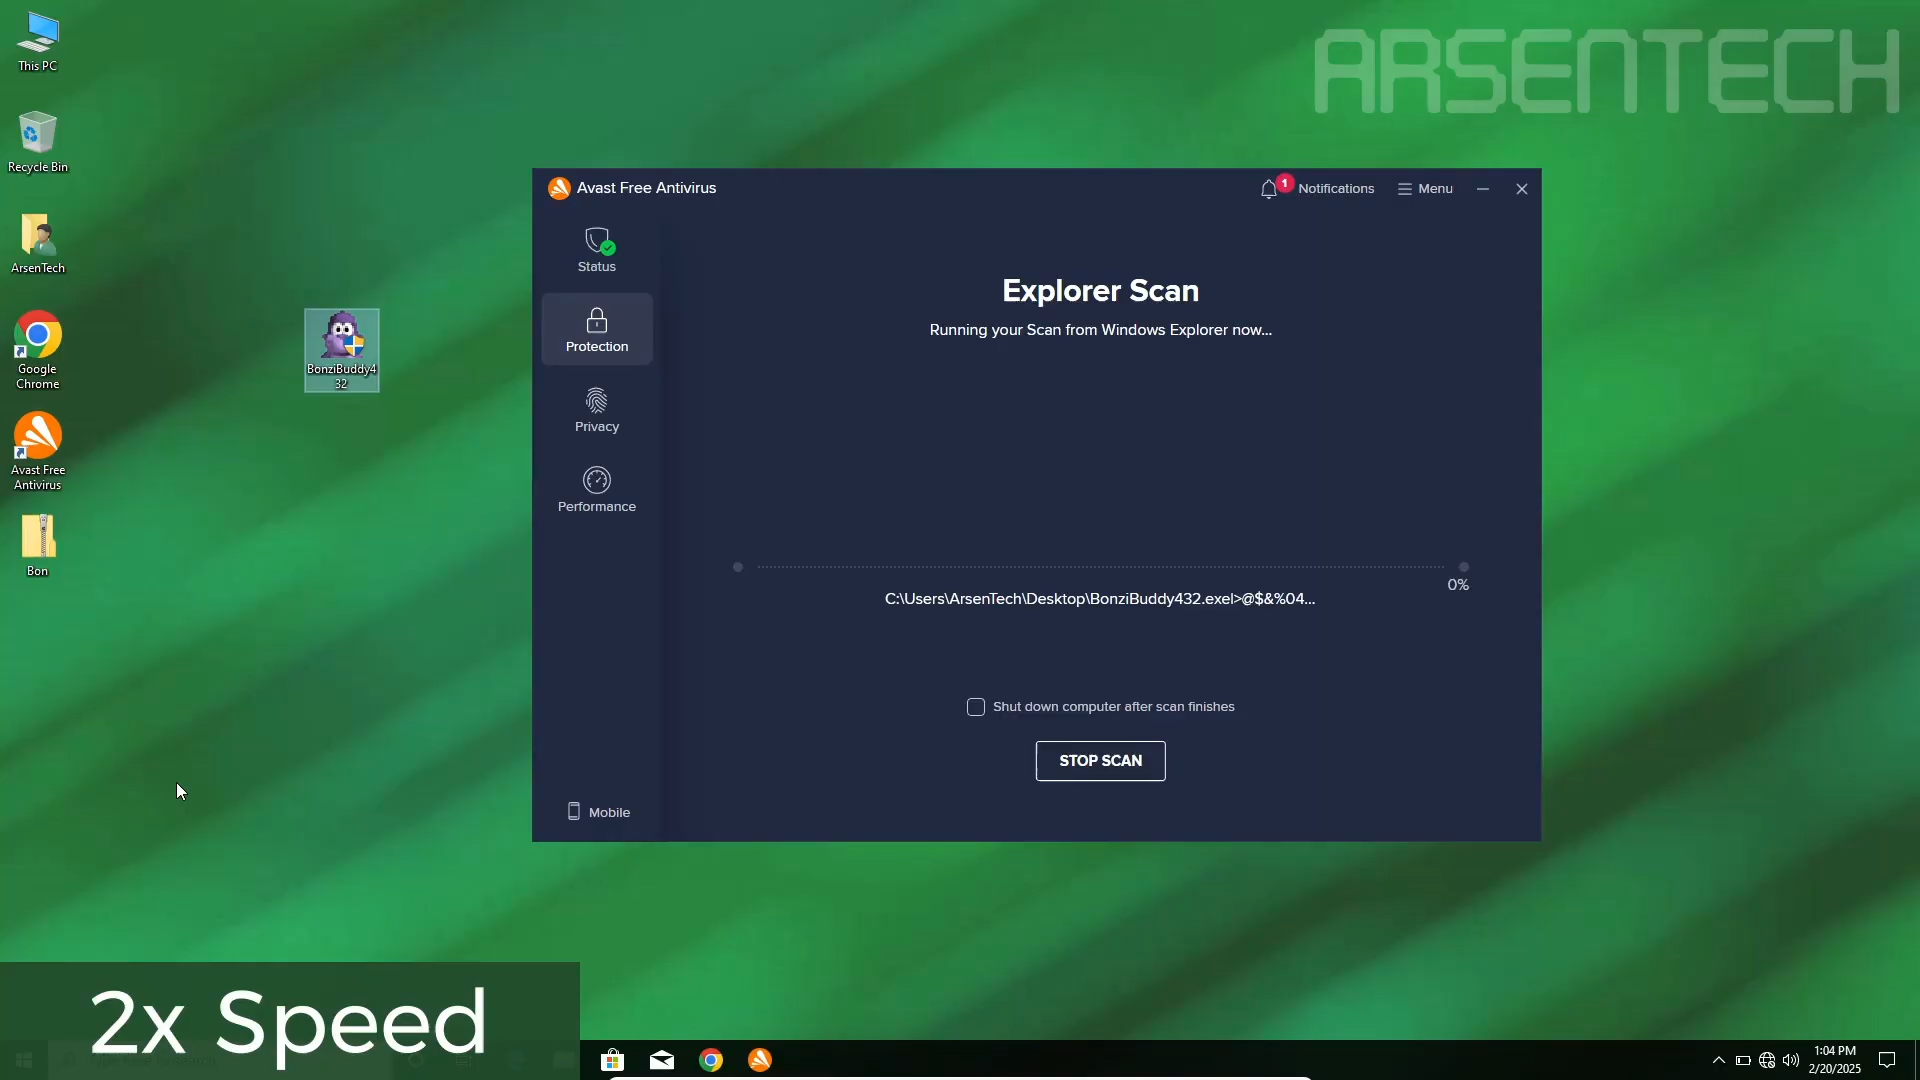 This PC
Recycle Bin
ArsenTech
Google
Chrome
Avast Free
Antivirus
Bon
BonziBuddy4
32
ARSENTECH
Avast Free Antivirus
1
Notifications
Menu
Status
Protection
Privacy
Performance
Mobile
Explorer Scan
Running your Scan from Windows Explorer now...
0%
C:\Users\ArsenTech\Desktop\BonziBuddy432.exe|>@$&%04...
Shut down computer after scan finishes
STOP SCAN
2x Speed
1:04 PM
2/20/2025